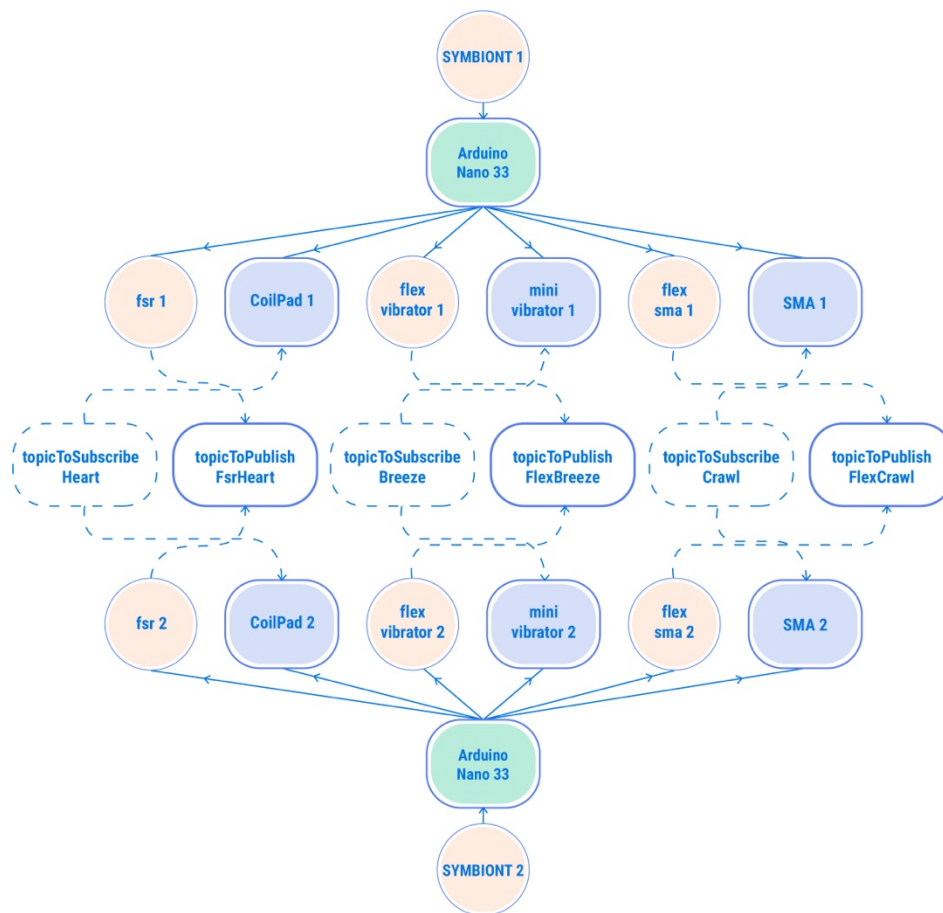 SYMBIONT 1
Arduino
Nano 33
fsr 1
CoilPad 1
flex
vibrator 1
mini
vibrator 1
flex
sma 1
SMA 1
topicToSubscribe
Heart
topicToPublish
FsrHeart
topicToSubscribe
Breeze
topicToPublish
FlexBreeze
topicToSubscribe
Crawl
topicToPublish
FlexCrawl
fsr 2
CoilPad 2
flex
vibrator 2
mini
vibrator 2
flex
sma 2
SMA 2
Arduino
Nano 33
SYMBIONT 2